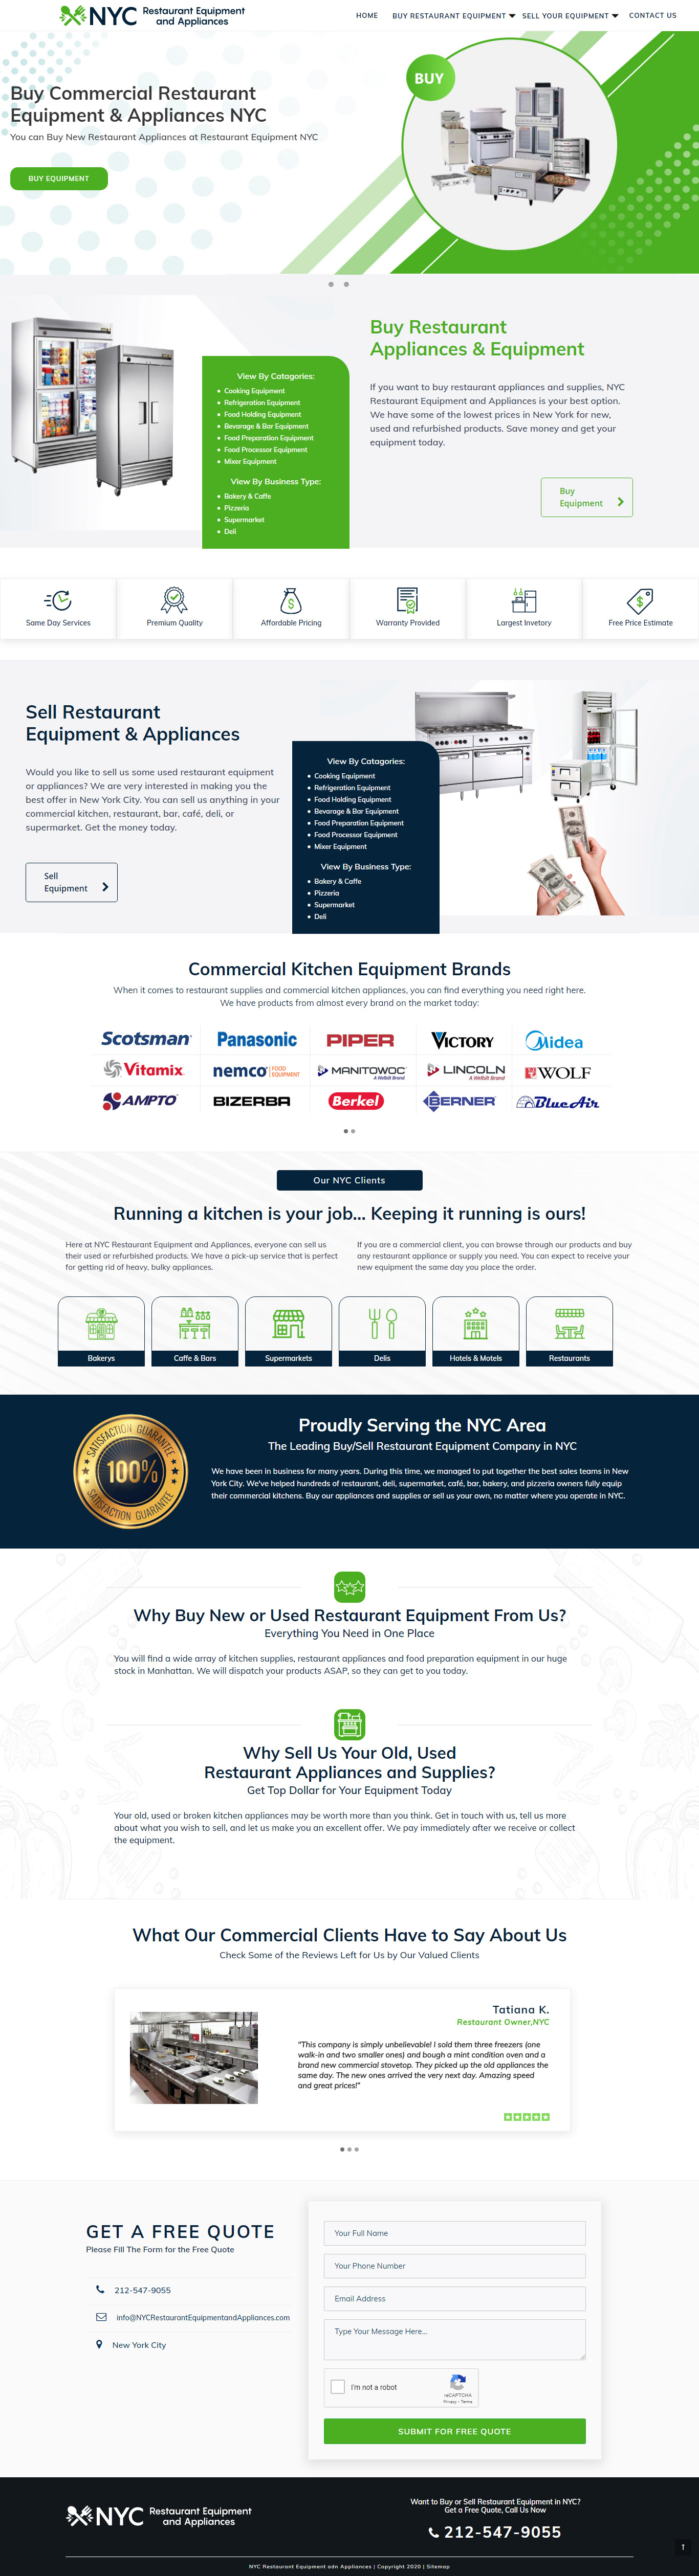 NYC Restaurant Equipment
and Appliances
HOME BUY RESTAURANT EQUIPMENT SELL YOUR EQUIPMENT CONTACT US
Buy Commercial Restaurant
Equipment & Appliances NYC
You can Buy New Restaurant Appliances at Restaurant Equipment NYC
BUY EQUIPMENT
BUY
View By Catagories:
Cooking Equipment
Refrigeration Equipment
Food Holding Equipment
Bevarage & Bar Equipment
Food Preparation Equipment
Food Processor Equipment
Mixer Equipment
View By Business Type:
Bakery & Caffe
Pizzeria
Supermarket
Deli
Buy Restaurant
Appliances & Equipment
If you want to buy restaurant appliances and supplies, NYC
Restaurant Equipment and Appliances is your best option.
We have some of the lowest prices in New York for new,
used and refurbished products. Save money and get your
equipment today.
Buy
Equipment
Same Day Services
Premium Quality
Affordable Pricing
Warranty Provided
Largest Invetory
Free Price Estimate
Sell Restaurant
Equipment & Appliances
Would you like to sell us some used restaurant equipment
or appliances? We are very interested in making you the
best offer in New York City. You can sell us anything in your
commercial kitchen, restaurant, bar, café, deli, or
supermarket. Get the money today.
Sell
Equipment
View By Catagories:
Cooking Equipment
Refrigeration Equipment
Food Holding Equipment
Bevarage & Bar Equipment
Food Preparation Equipment
Food Processor Equipment
Mixer Equipment
View By Business Type:
Bakery & Caffe
Pizzeria
Supermarket
Deli
Commercial Kitchen Equipment Brands
When it comes to restaurant supplies and commercial kitchen appliances, you can find everything you need right here.
We have products from almost every brand on the market today:
Scotsman Panasonic PIPER VICTORY Midea
Vitamix nemco FOOD EQUIPMENT MANITOWOC A Welbilt Brand LINCOLN A Welbilt Brand WOLF
AMPTO BIZERBA Berkel BERNER Blue Air
Our NYC Clients
Running a kitchen is your job... Keeping it running is ours!
Here at NYC Restaurant Equipment and Appliances, everyone can sell us
their used or refurbished products. We have a pick-up service that is perfect
for getting rid of heavy, bulky appliances.
If you are a commercial client, you can browse through our products and buy
any restaurant appliance or supply you need. You can expect to receive your
new equipment the same day you place the order.
Bakerys
Caffe & Bars
Supermarkets
Delis
Hotels & Motels
Restaurants
SATISFACTION GUARANTEE
100%
SATISFACTION GUARANTEE
Proudly Serving the NYC Area
The Leading Buy/Sell Restaurant Equipment Company in NYC
We have been in business for many years. During this time, we managed to put together the best sales teams in New
York City. We've helped hundreds of restaurant, deli, supermarket, café, bar, bakery, and pizzeria owners fully equip
their commercial kitchens. Buy our appliances and supplies or sell us your own, no matter where you operate in NYC.
Why Buy New or Used Restaurant Equipment From Us?
Everything You Need in One Place
You will find a wide array of kitchen supplies, restaurant appliances and food preparation equipment in our huge
stock in Manhattan. We will dispatch your products ASAP, so they can get to you today.
Why Sell Us Your Old, Used
Restaurant Appliances and Supplies?
Get Top Dollar for Your Equipment Today
Your old, used or broken kitchen appliances may be worth more than you think. Get in touch with us, tell us more
about what you wish to sell, and let us make you an excellent offer. We pay immediately after we receive or collect
the equipment.
What Our Commercial Clients Have to Say About Us
Check Some of the Reviews Left for Us by Our Valued Clients
Tatiana K.
Restaurant Owner,NYC
"This company is simply unbelievable! I sold them three freezers (one
walk-in and two smaller ones) and bough a mint condition oven and a
brand new commercial stovetop. They picked up the old appliances the
same day. The new ones arrived the very next day. Amazing speed
and great prices!"
GET A FREE QUOTE
Please Fill The Form for the Free Quote
212-547-9055
info@NYCRestaurantEquipmentandAppliances.com
New York City
Your Full Name
Your Phone Number
Email Address
Type Your Message Here...
I'm not a robot
reCAPTCHA
Privacy - Terms
SUBMIT FOR FREE QUOTE
NYC Restaurant Equipment
and Appliances
Want to Buy or Sell Restaurant Equipment in NYC?
Get a Free Quote, Call Us Now
212-547-9055
NYC Restaurant Equipment adn Appliances | Copyright 2020 | Sitemap